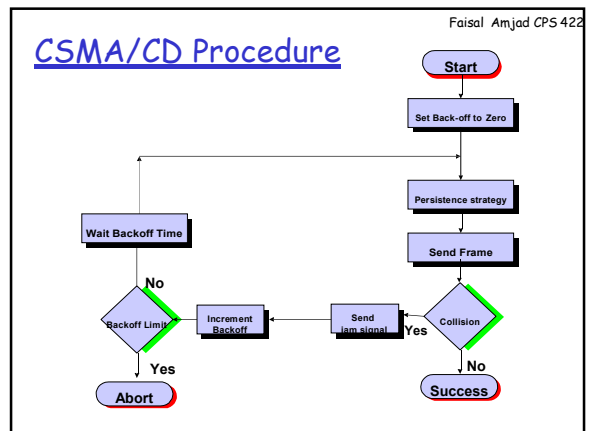 Faisal Amjad CPS 422
CSMA/CD Procedure
Start
Set Back-off to Zero
Persistence strategy
Wait Backoff Time
Send Frame
No
Backoff Limit
Increment
Backoff
Send
jam signal
Yes
Collision
Yes
No
Abort
Success